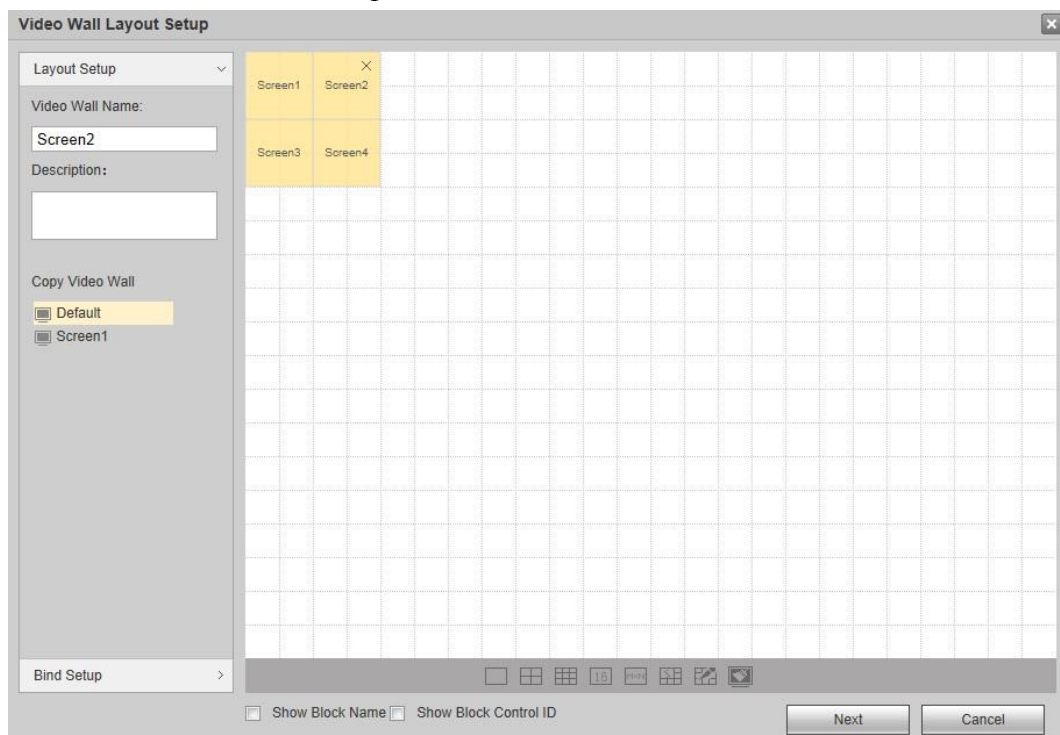 Video Wall Layout Setup
Layout Setup
Video Wall Name:
Screen2
Description:
Copy Video Wall
Default
Screen1
Bind Setup
Screen1 Screen2
Screen3 Screen4
16
M×N
Show Block Name Show Block Control ID
Next Cancel